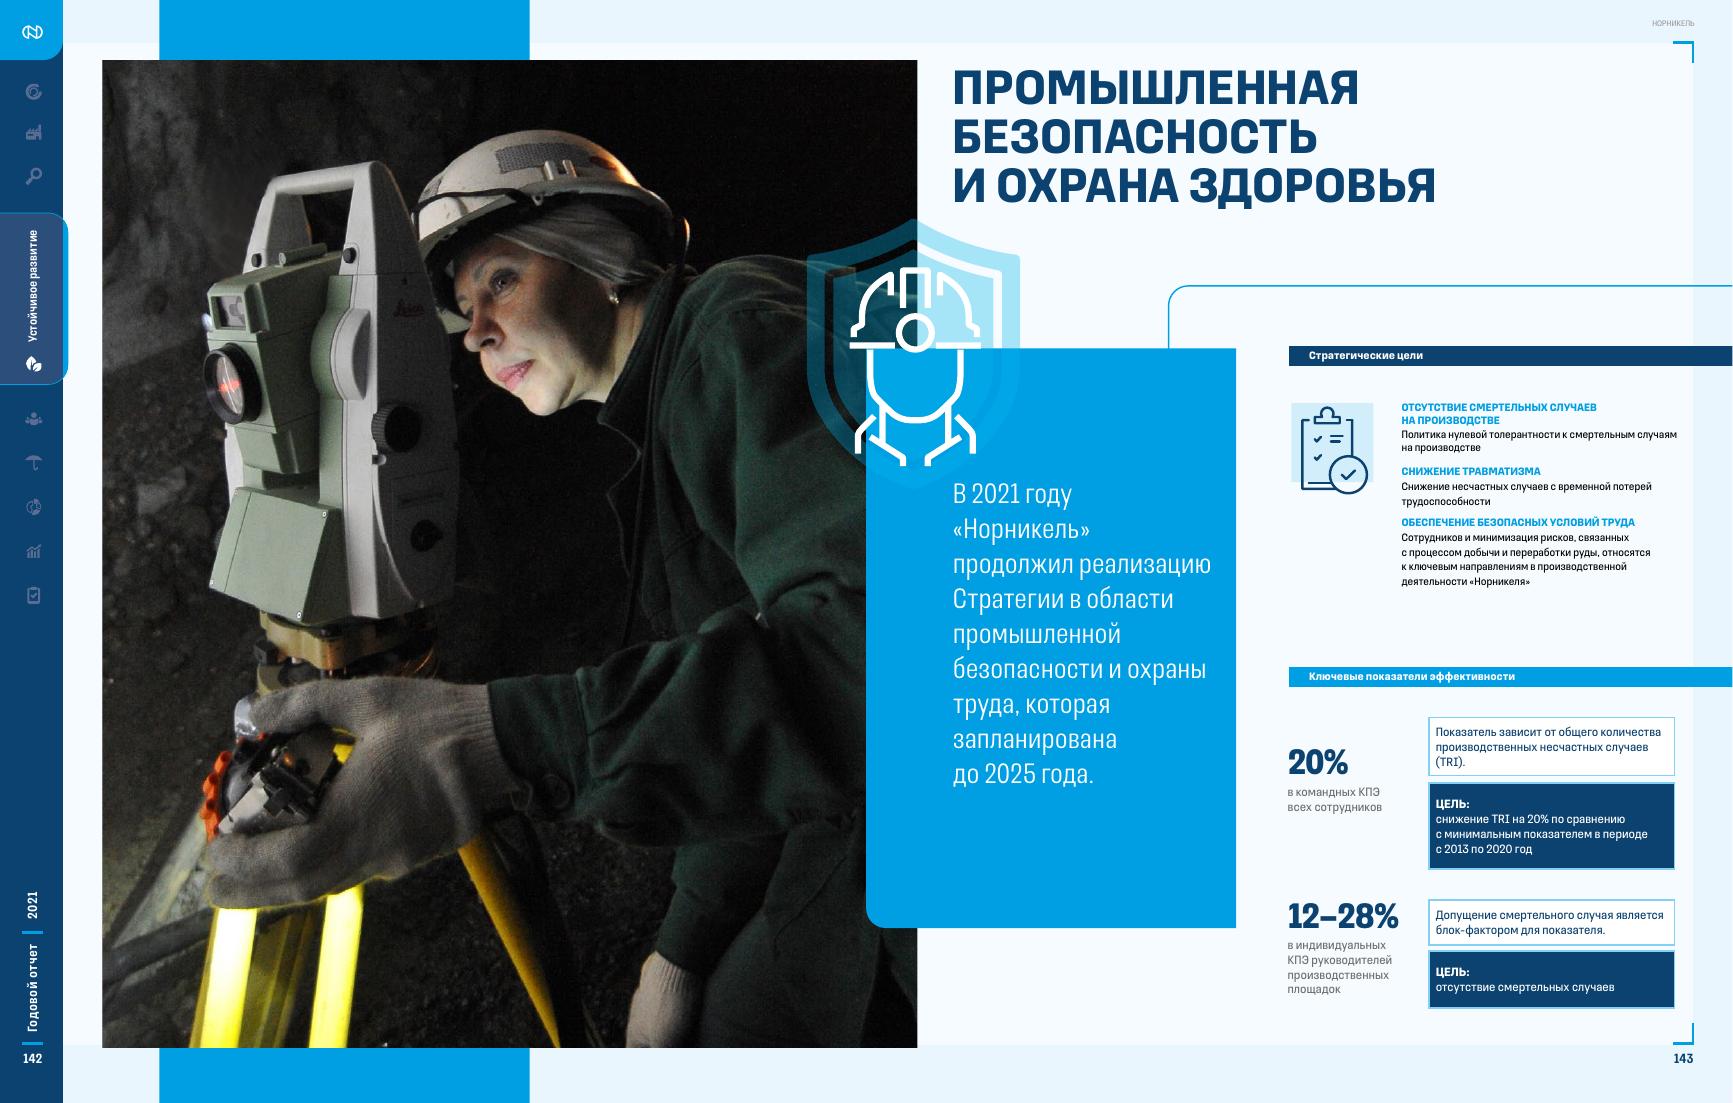 НОРНИКЕЛЬ
Устойчивое развитие
Годовой отчет
2021
142
ПРОМЫШЛЕННАЯ
БЕЗОПАСНОСТЬ
И ОХРАНА ЗДОРОВЬЯ
Leica
В 2021 году
«Норникель»
продолжил реализацию
Стратегии в области
промышленной
безопасности и охраны
труда, которая
запланирована
до 2025 года.
Стратегические цели
ОТСУТСТВИЕ СМЕРТЕЛЬНЫХ СЛУЧАЕВ
НА ПРОИЗВОДСТВЕ
Политика нулевой толерантности к смертельным случаям
на производстве
СНИЖЕНИЕ ТРАВМАТИЗМА
Снижение несчастных случаев с временной потерей
трудоспособности
ОБЕСПЕЧЕНИЕ БЕЗОПАСНЫХ УСЛОВИЙ ТРУДА
Сотрудников и минимизация рисков, связанных
с процессом добычи и переработки руды, относятся
к ключевым направлениям в производственной
деятельности «Норникеля»
Ключевые показатели эффективности
20%
в командных КПЭ
всех сотрудников
Показатель зависит от общего количества
производственных несчастных случаев
(TRI).
ЦЕЛЬ:
снижение TRI на 20% по сравнению
с минимальным показателем в периоде
с 2013 по 2020 год
12–28%
в индивидуальных
КПЭ руководителей
производственных
площадок
Допущение смертельного случая является
блок-фактором для показателя.
ЦЕЛЬ:
отсутствие смертельных случаев
143